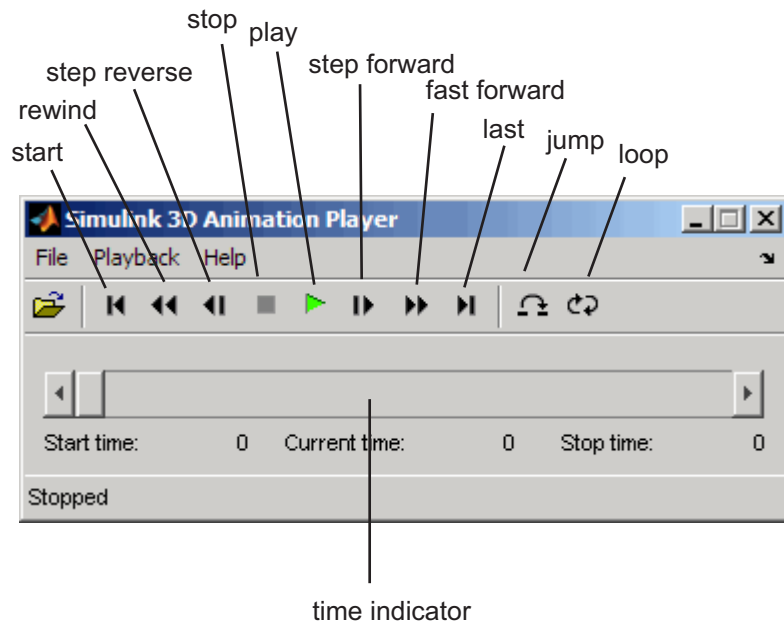 stop play
step reverse step forward
rewind fast forward
start last jump loop
Simulink 3D Animation Player
File Playback Help
Start time: 0 Current time: 0 Stop time: 0
Stopped
time indicator